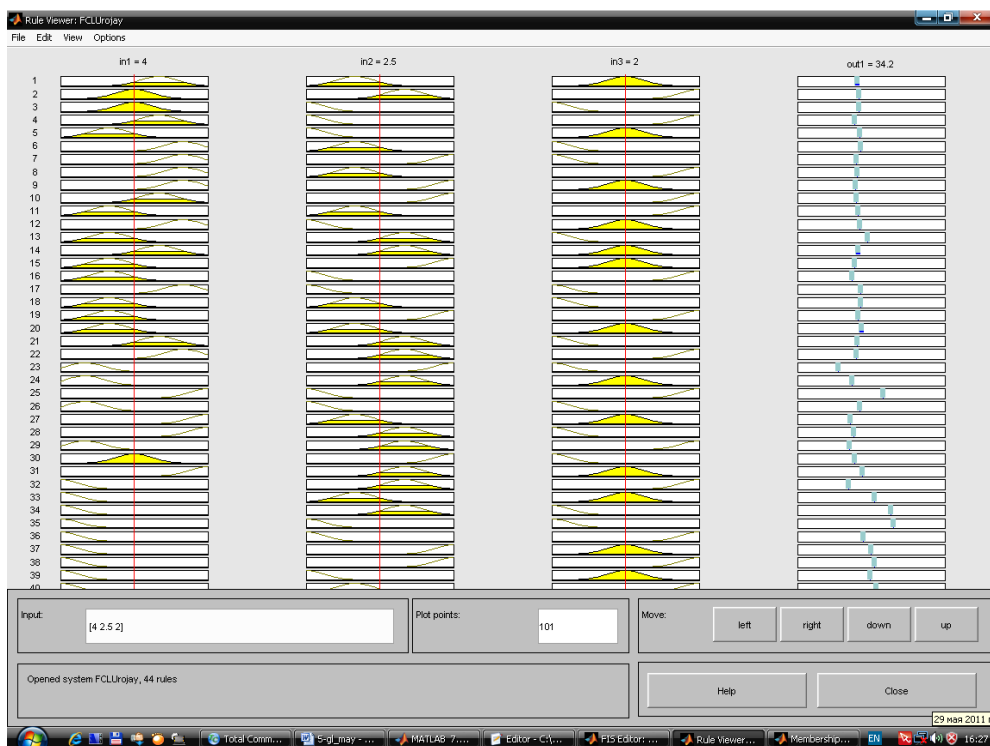 Rule Viewer: FCLUrojay
File Edit View Options
in1 = 4
in2 = 2.5
in3 = 2
out1 = 34.2
1
2
3
4
5
6
7
8
9
10
11
12
13
14
15
16
17
18
19
20
21
22
23
24
25
26
27
28
29
30
31
32
33
34
35
36
37
38
39
40
Input:
[4 2.5 2]
Plot points:
101
Move:
left
right
down
up
Opened system FCLUrojay, 44 rules
Help
Close
29 мая 2011
Total Comm...
5-gl_may - ...
MATLAB 7....
Editor - C:\...
FIS Editor: ...
Rule Viewer...
Membership...
EN
16:27